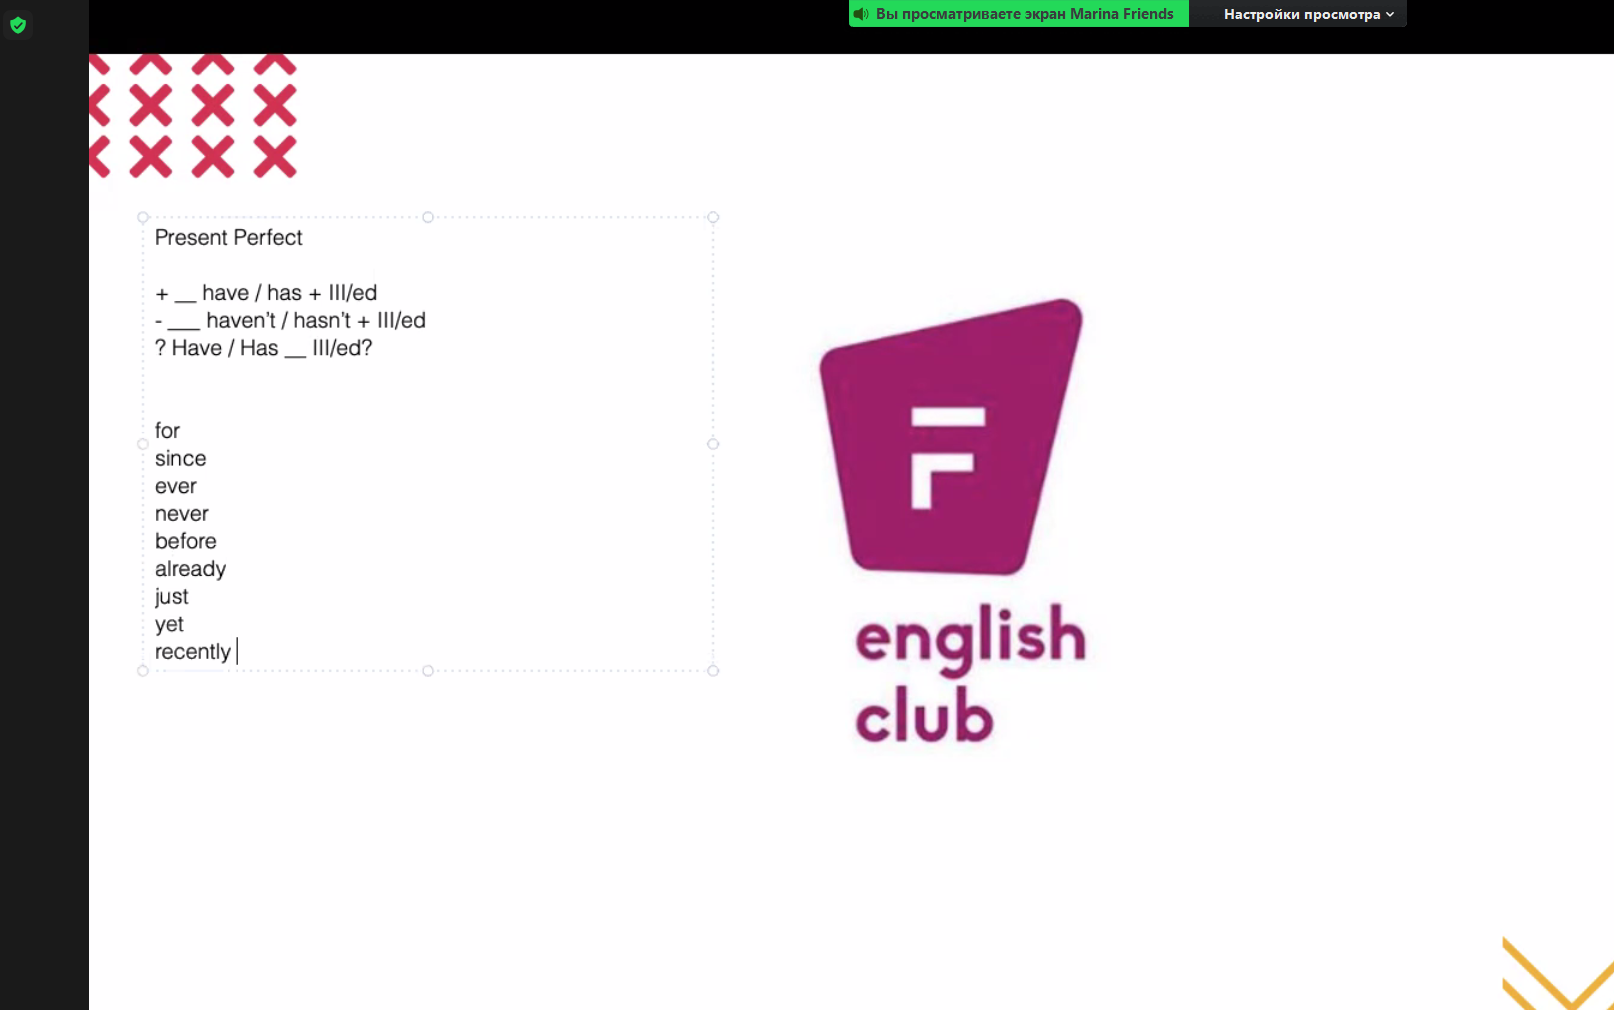 Вы просматриваете экран Marina Friends
Настройки просмотра
Present Perfect
+ __ have / has + III/ed
- ___ haven't / hasn't + III/ed
? Have / Has __ III/ed?
for
since
ever
never
before
already
just
yet
recently
F
english
club